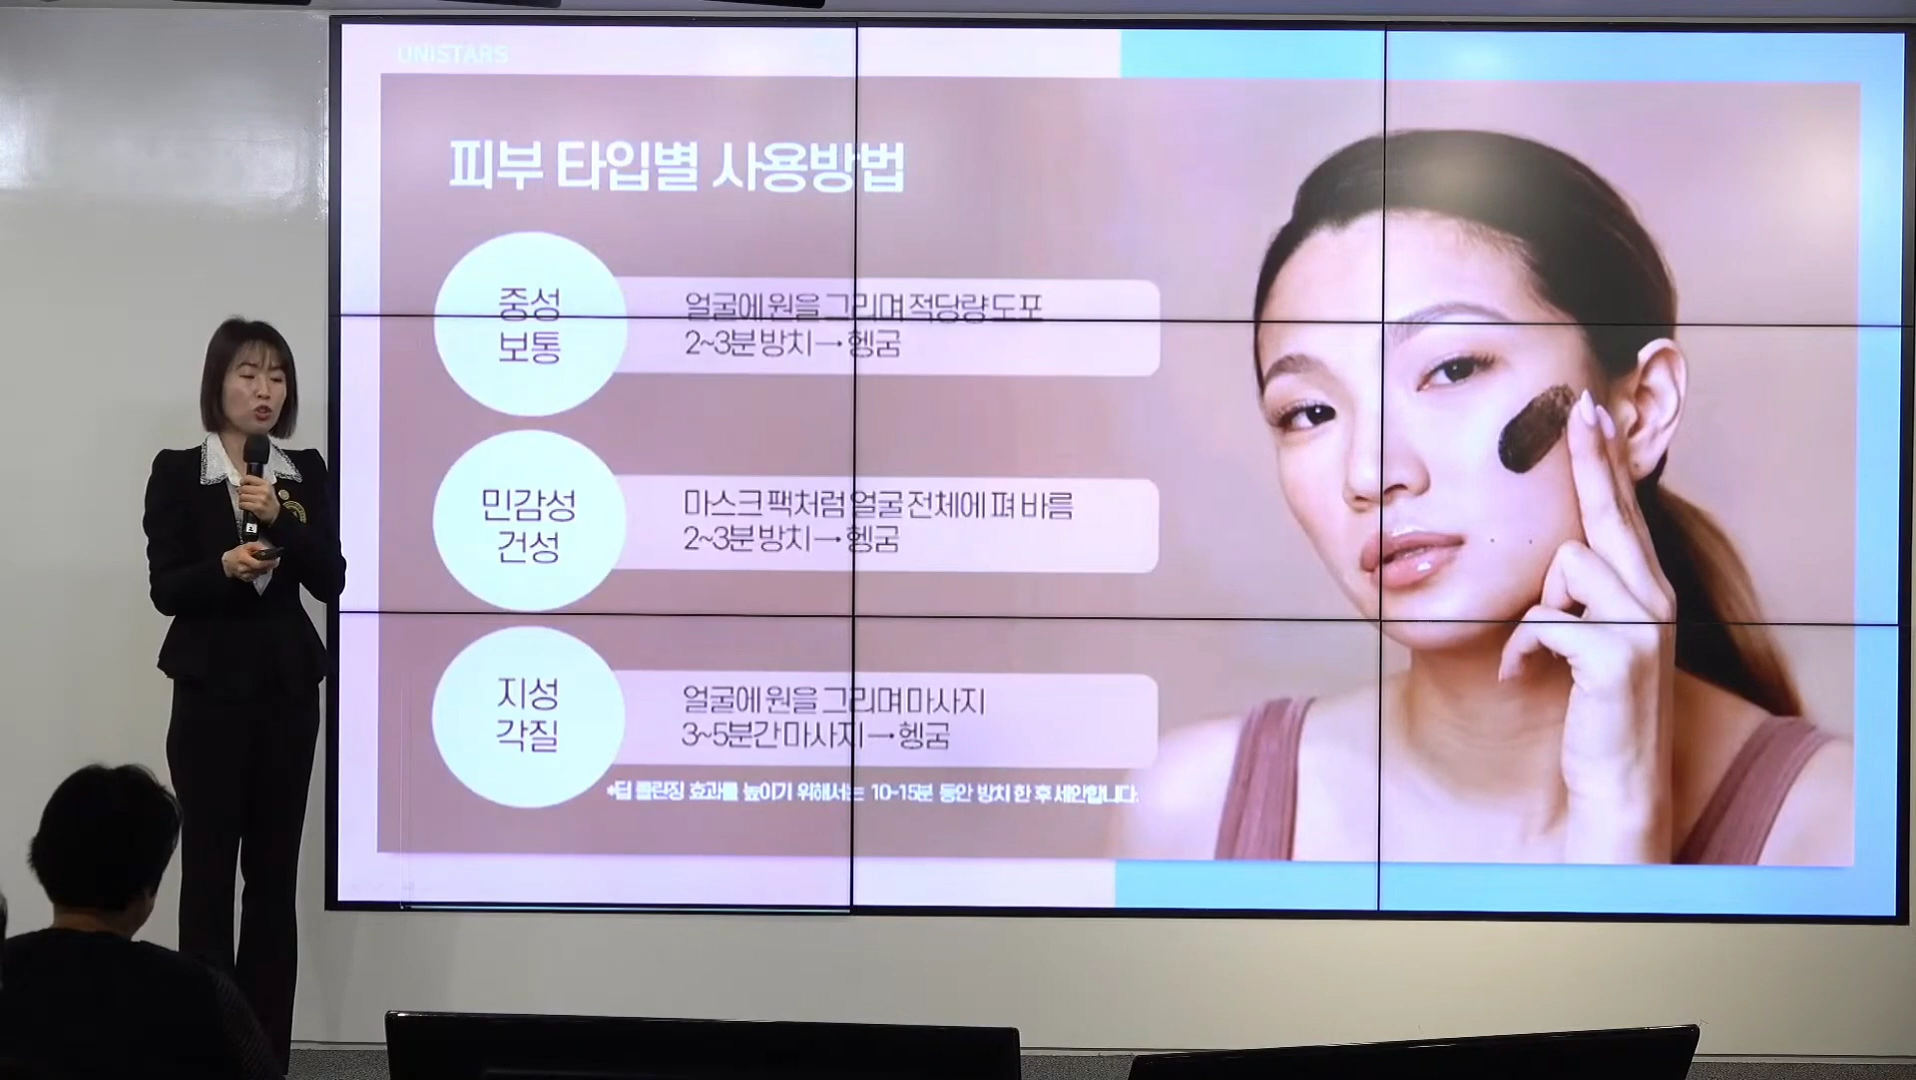 UNISTARS
피부 타입별 사용방법
중성
보통
얼굴에 원을 그리며 적당량 도포
2~3분 방치→헹굼
민감성
건성
마스크 팩처럼 얼굴 전체에 펴 바름
2~3분 방치→헹굼
지성
각질
얼굴에 원을 그리며 마사지
3~5분간 마사지→헹굼
*딥 클린징 효과를 높이기 위해서는 10-15분 동안 방치 한 후 세안합니다.